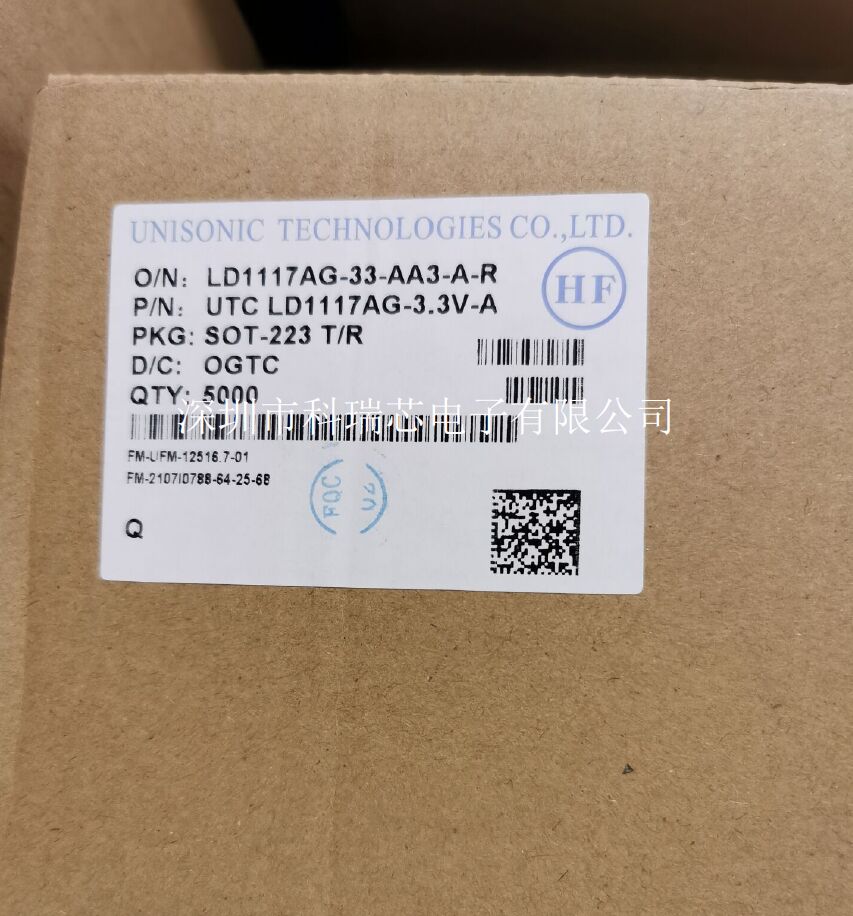 UNISONIC TECHNOLOGIES CO.,LTD.
O/N: LD1117AG-33-AA3-A-R
HF
P/N: UTC LD1117AG-3.3V-A
PKG: SOT-223 T/R
D/C: OGTC
QTY: 5000
深圳市科瑞芯电子有限公司
FM-UFM-12516.7-01
FM-2107I0788-64-25-6B
FQC
Q